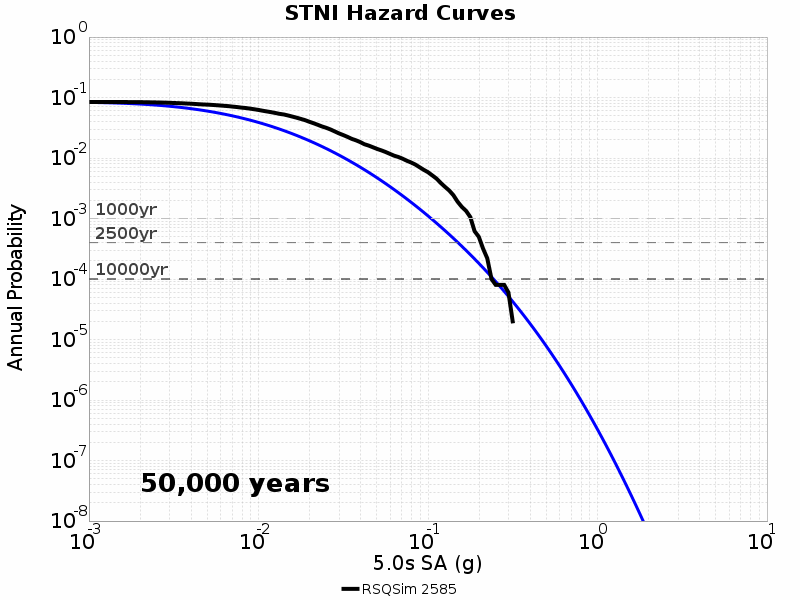 STNI Hazard Curves
10^0
10^-1
10^-2
10^-3
10^-4
10^-5
10^-6
10^-7
10^-8
Annual Probability
1000yr
2500yr
10000yr
50,000 years
10^-3 10^-2 10^-1 10^0 10^1
5.0s SA (g)
RSQSim 2585